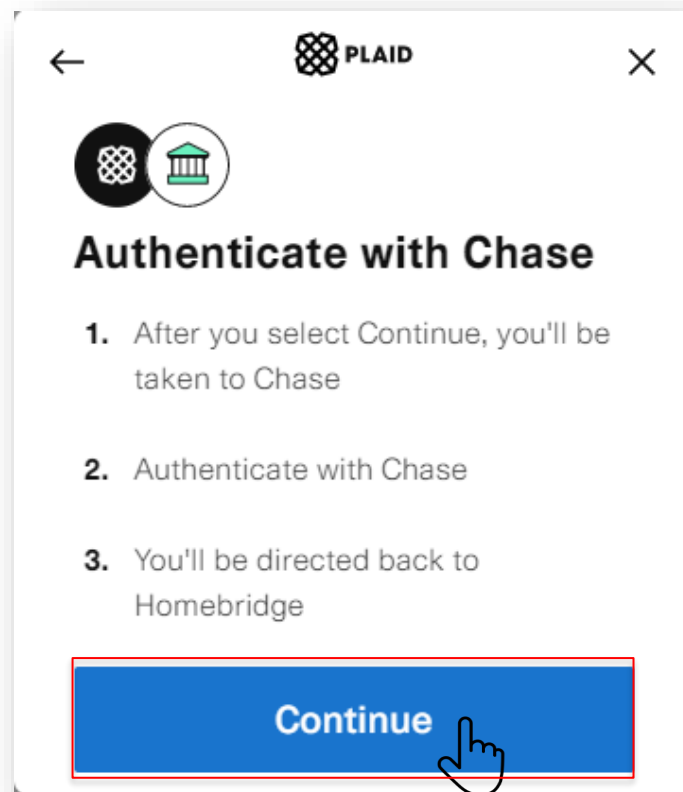 PLAID
Authenticate with Chase
1. After you select Continue, you'll be
taken to Chase
2. Authenticate with Chase
3. You'll be directed back to
Homebridge
Continue